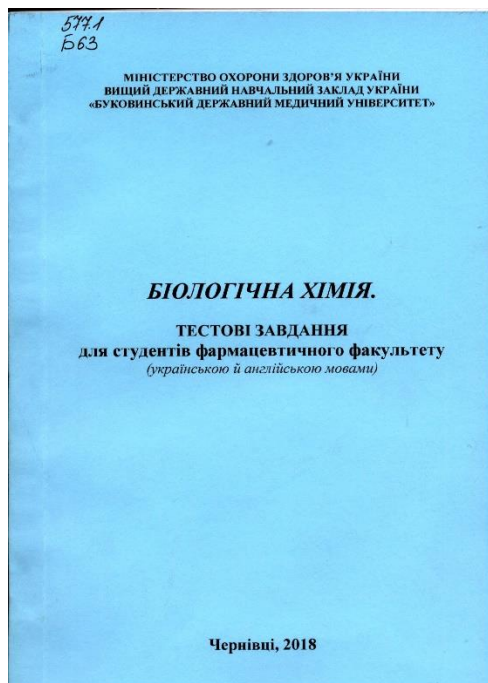 577.1
Б63
МІНІСТЕРСТВО ОХОРОНИ ЗДОРОВ'Я УКРАЇНИ
ВИЩИЙ ДЕРЖАВНИЙ НАВЧАЛЬНИЙ ЗАКЛАД УКРАЇНИ
«БУКОВИНСЬКИЙ ДЕРЖАВНИЙ МЕДИЧНИЙ УНІВЕРСИТЕТ»
БІОЛОГІЧНА ХІМІЯ.
ТЕСТОВІ ЗАВДАННЯ
для студентів фармацевтичного факультету
(українською й англійською мовами)
Чернівці, 2018